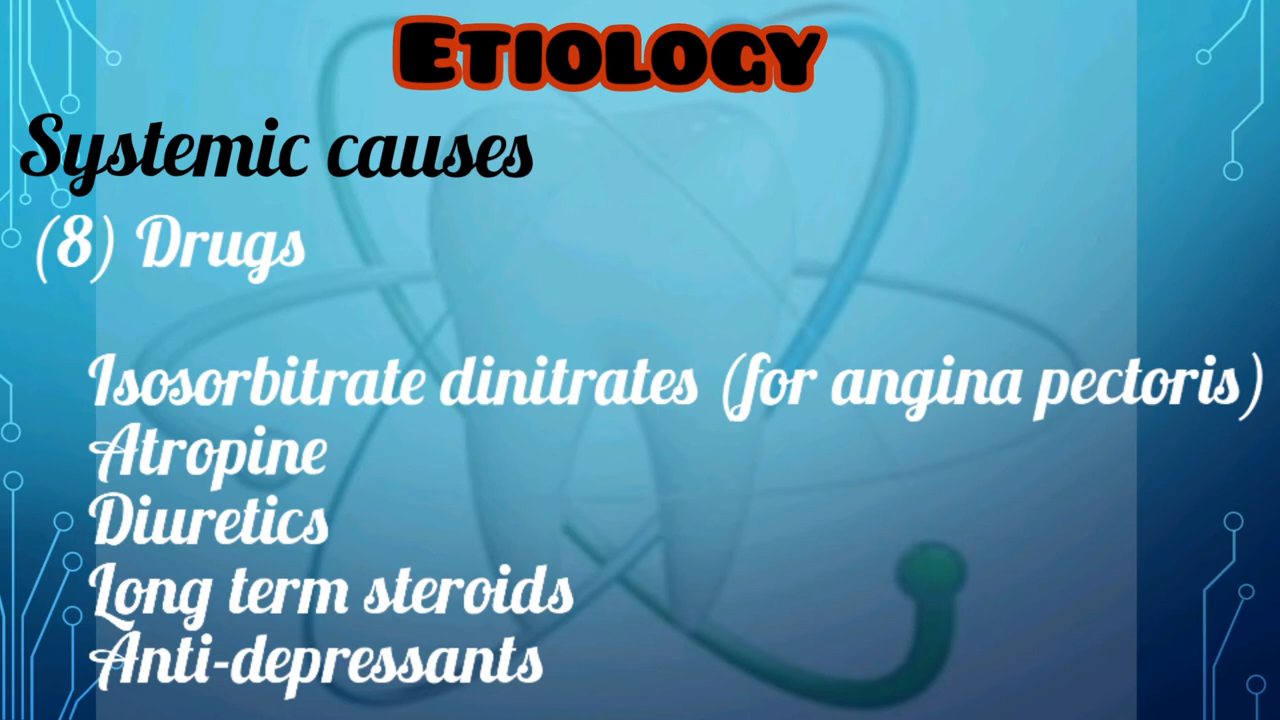 Etiology
Systemic causes
(8) Drugs
Isosorbitrate dinitrates (for angina pectoris)
Atropine
Diuretics
Long term steroids
Anti-depressants